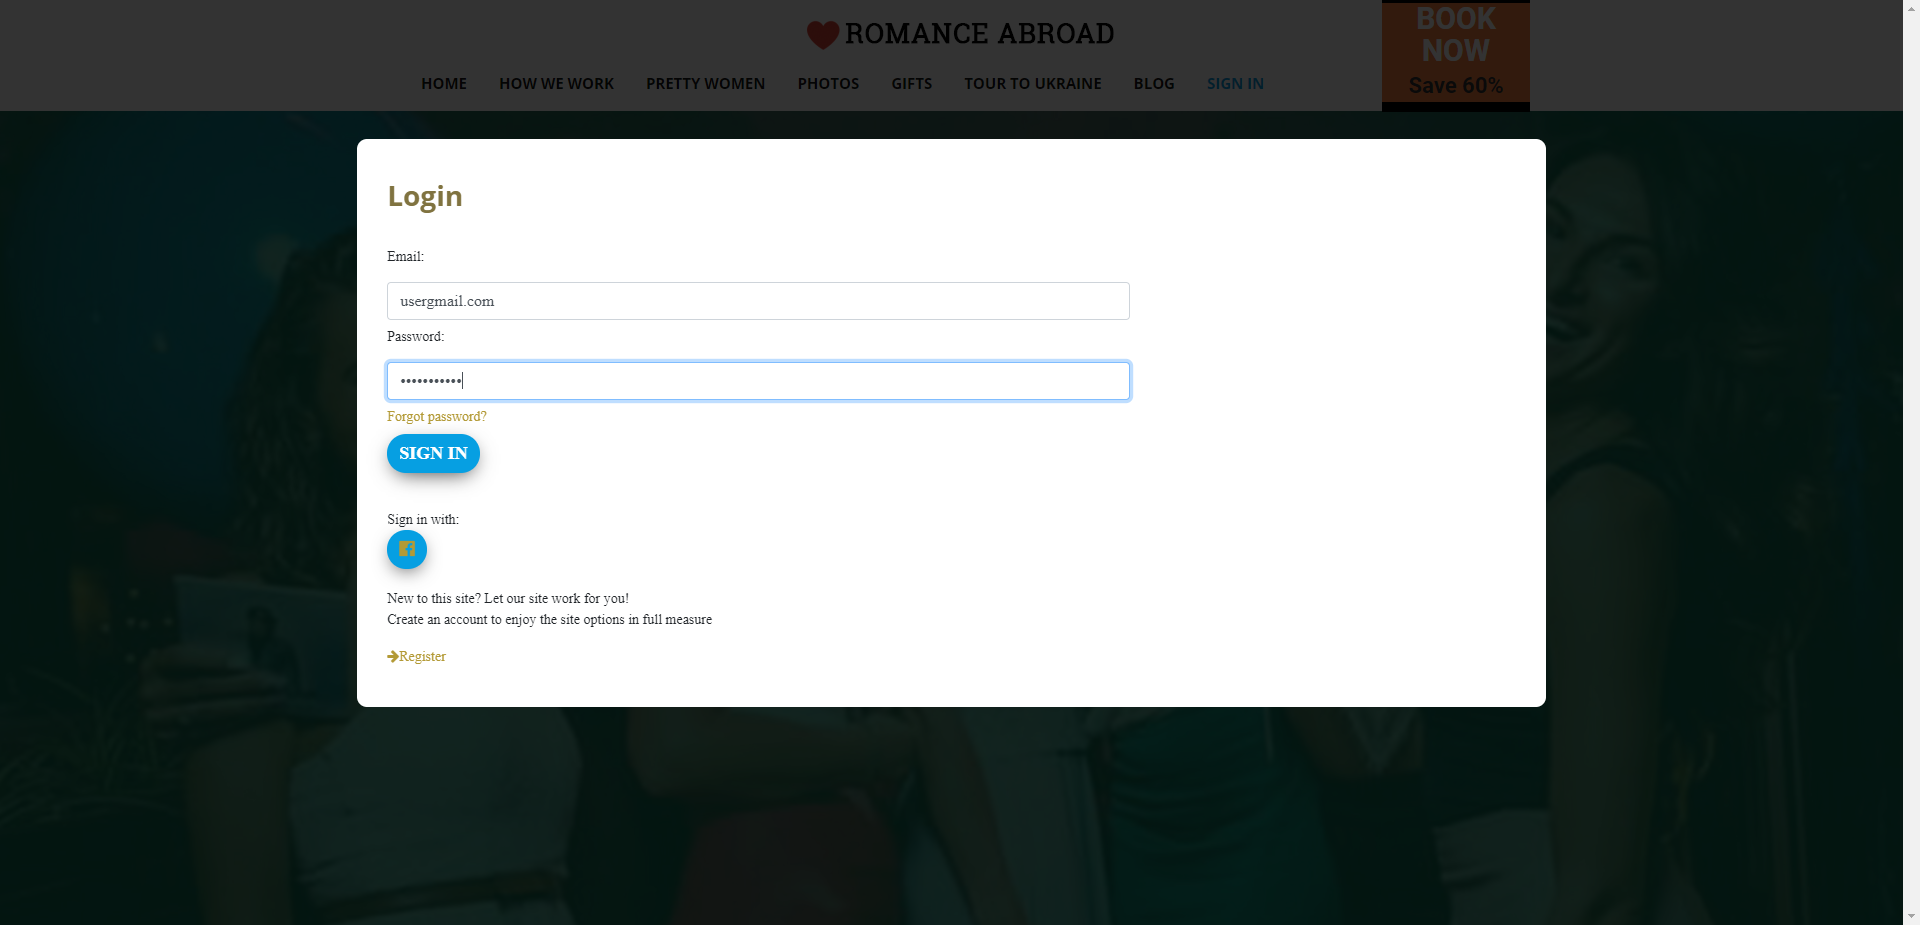 ROMANCE ABROAD
BOOK
NOW
Save 60%
HOME HOW WE WORK PRETTY WOMEN PHOTOS GIFTS TOUR TO UKRAINE BLOG SIGN IN
Login
Email:
usergmail.com
Password:
•••••••••••
Forgot password?
SIGN IN
Sign in with:
New to this site? Let our site work for you!
Create an account to enjoy the site options in full measure
Register